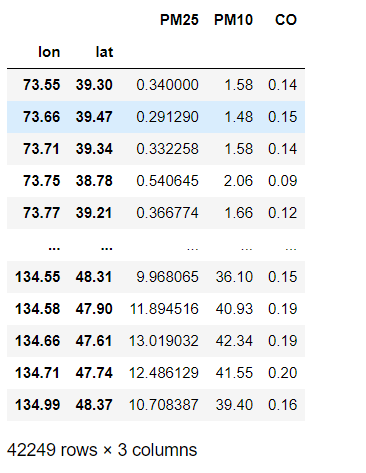 PM25 PM10 CO
lon lat
73.55 39.30 0.340000 1.58 0.14
73.66 39.47 0.291290 1.48 0.15
73.71 39.34 0.332258 1.58 0.14
73.75 38.78 0.540645 2.06 0.09
73.77 39.21 0.366774 1.66 0.12
... ... ... ... ...
134.55 48.31 9.968065 36.10 0.15
134.58 47.90 11.894516 40.93 0.19
134.66 47.61 13.019032 42.34 0.19
134.71 47.74 12.486129 41.55 0.20
134.99 48.37 10.708387 39.40 0.16
42249 rows × 3 columns